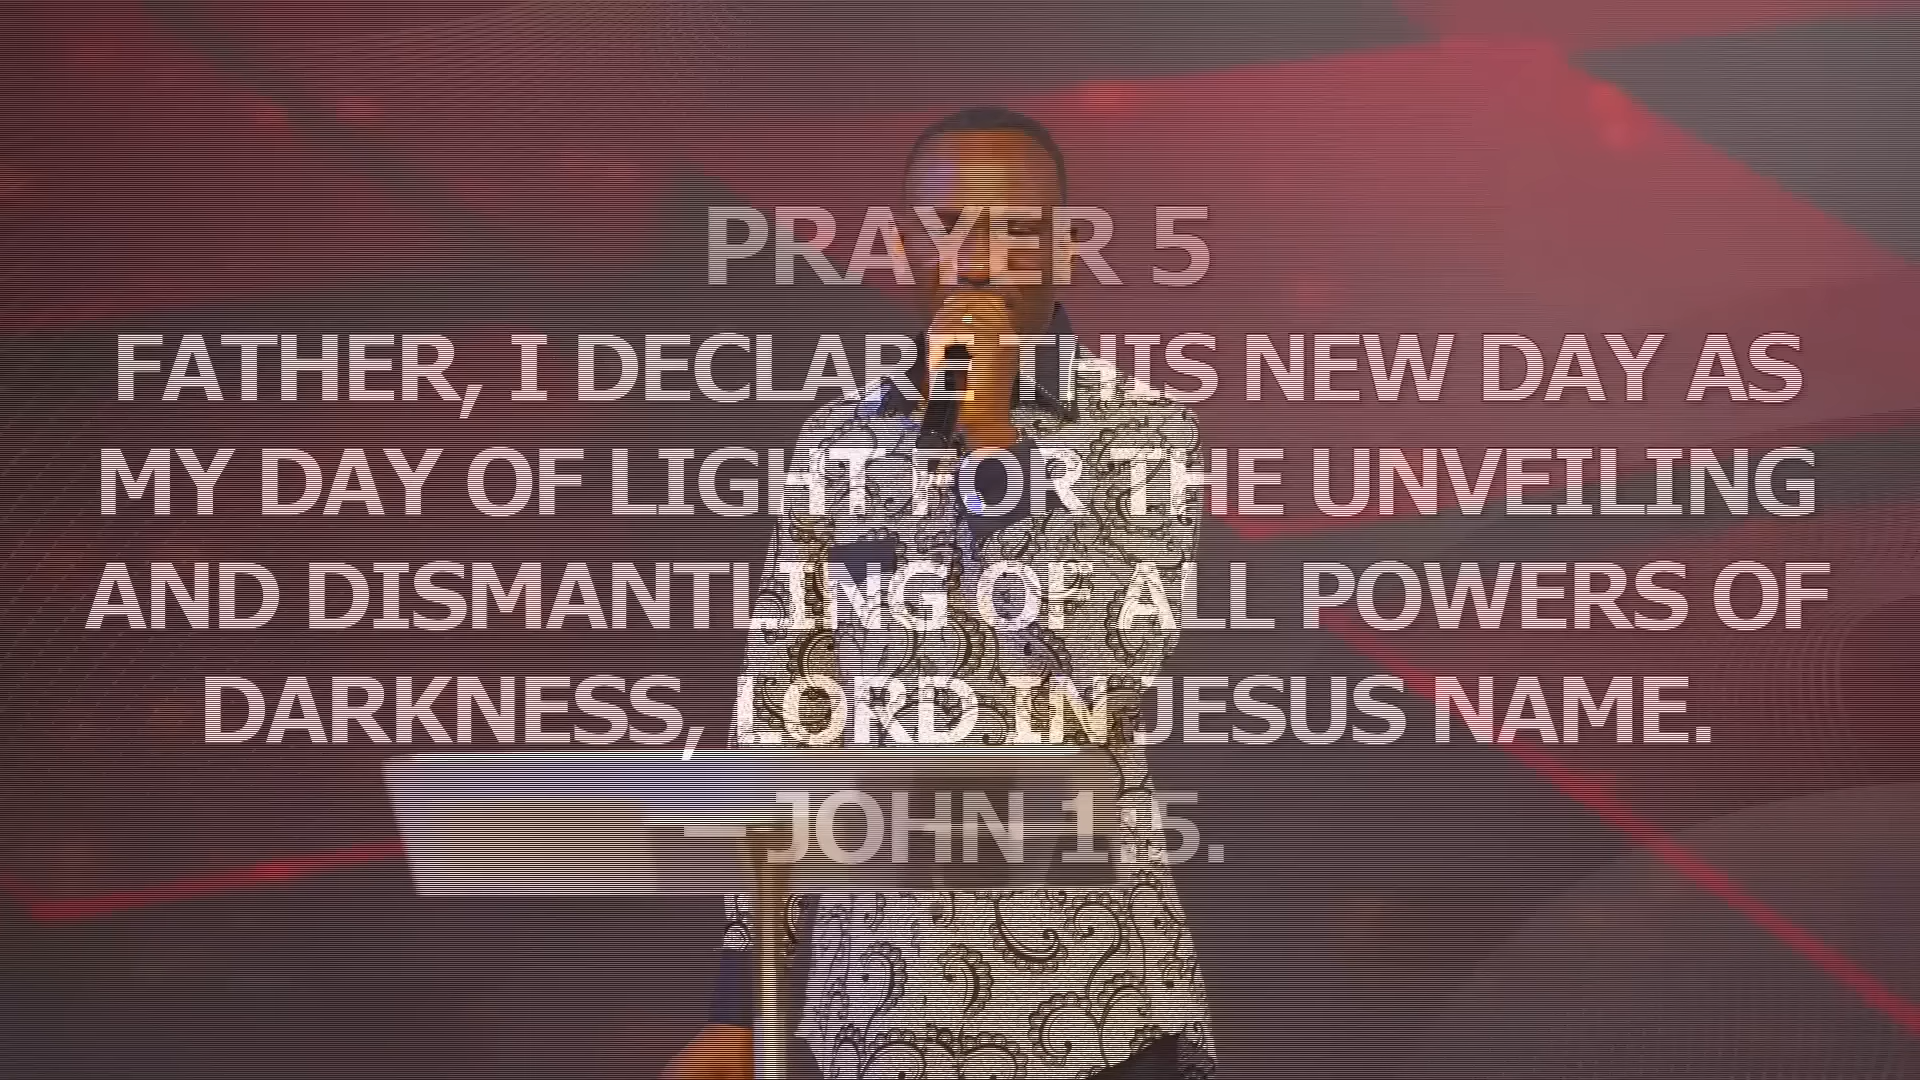 PRAYER 5
FATHER, I DECLARE THIS NEW DAY AS
MY DAY OF LIGHT FOR THE UNVEILING
AND DISMANTLING OF ALL POWERS OF
DARKNESS, LORD IN JESUS NAME.
— JOHN 1:5.